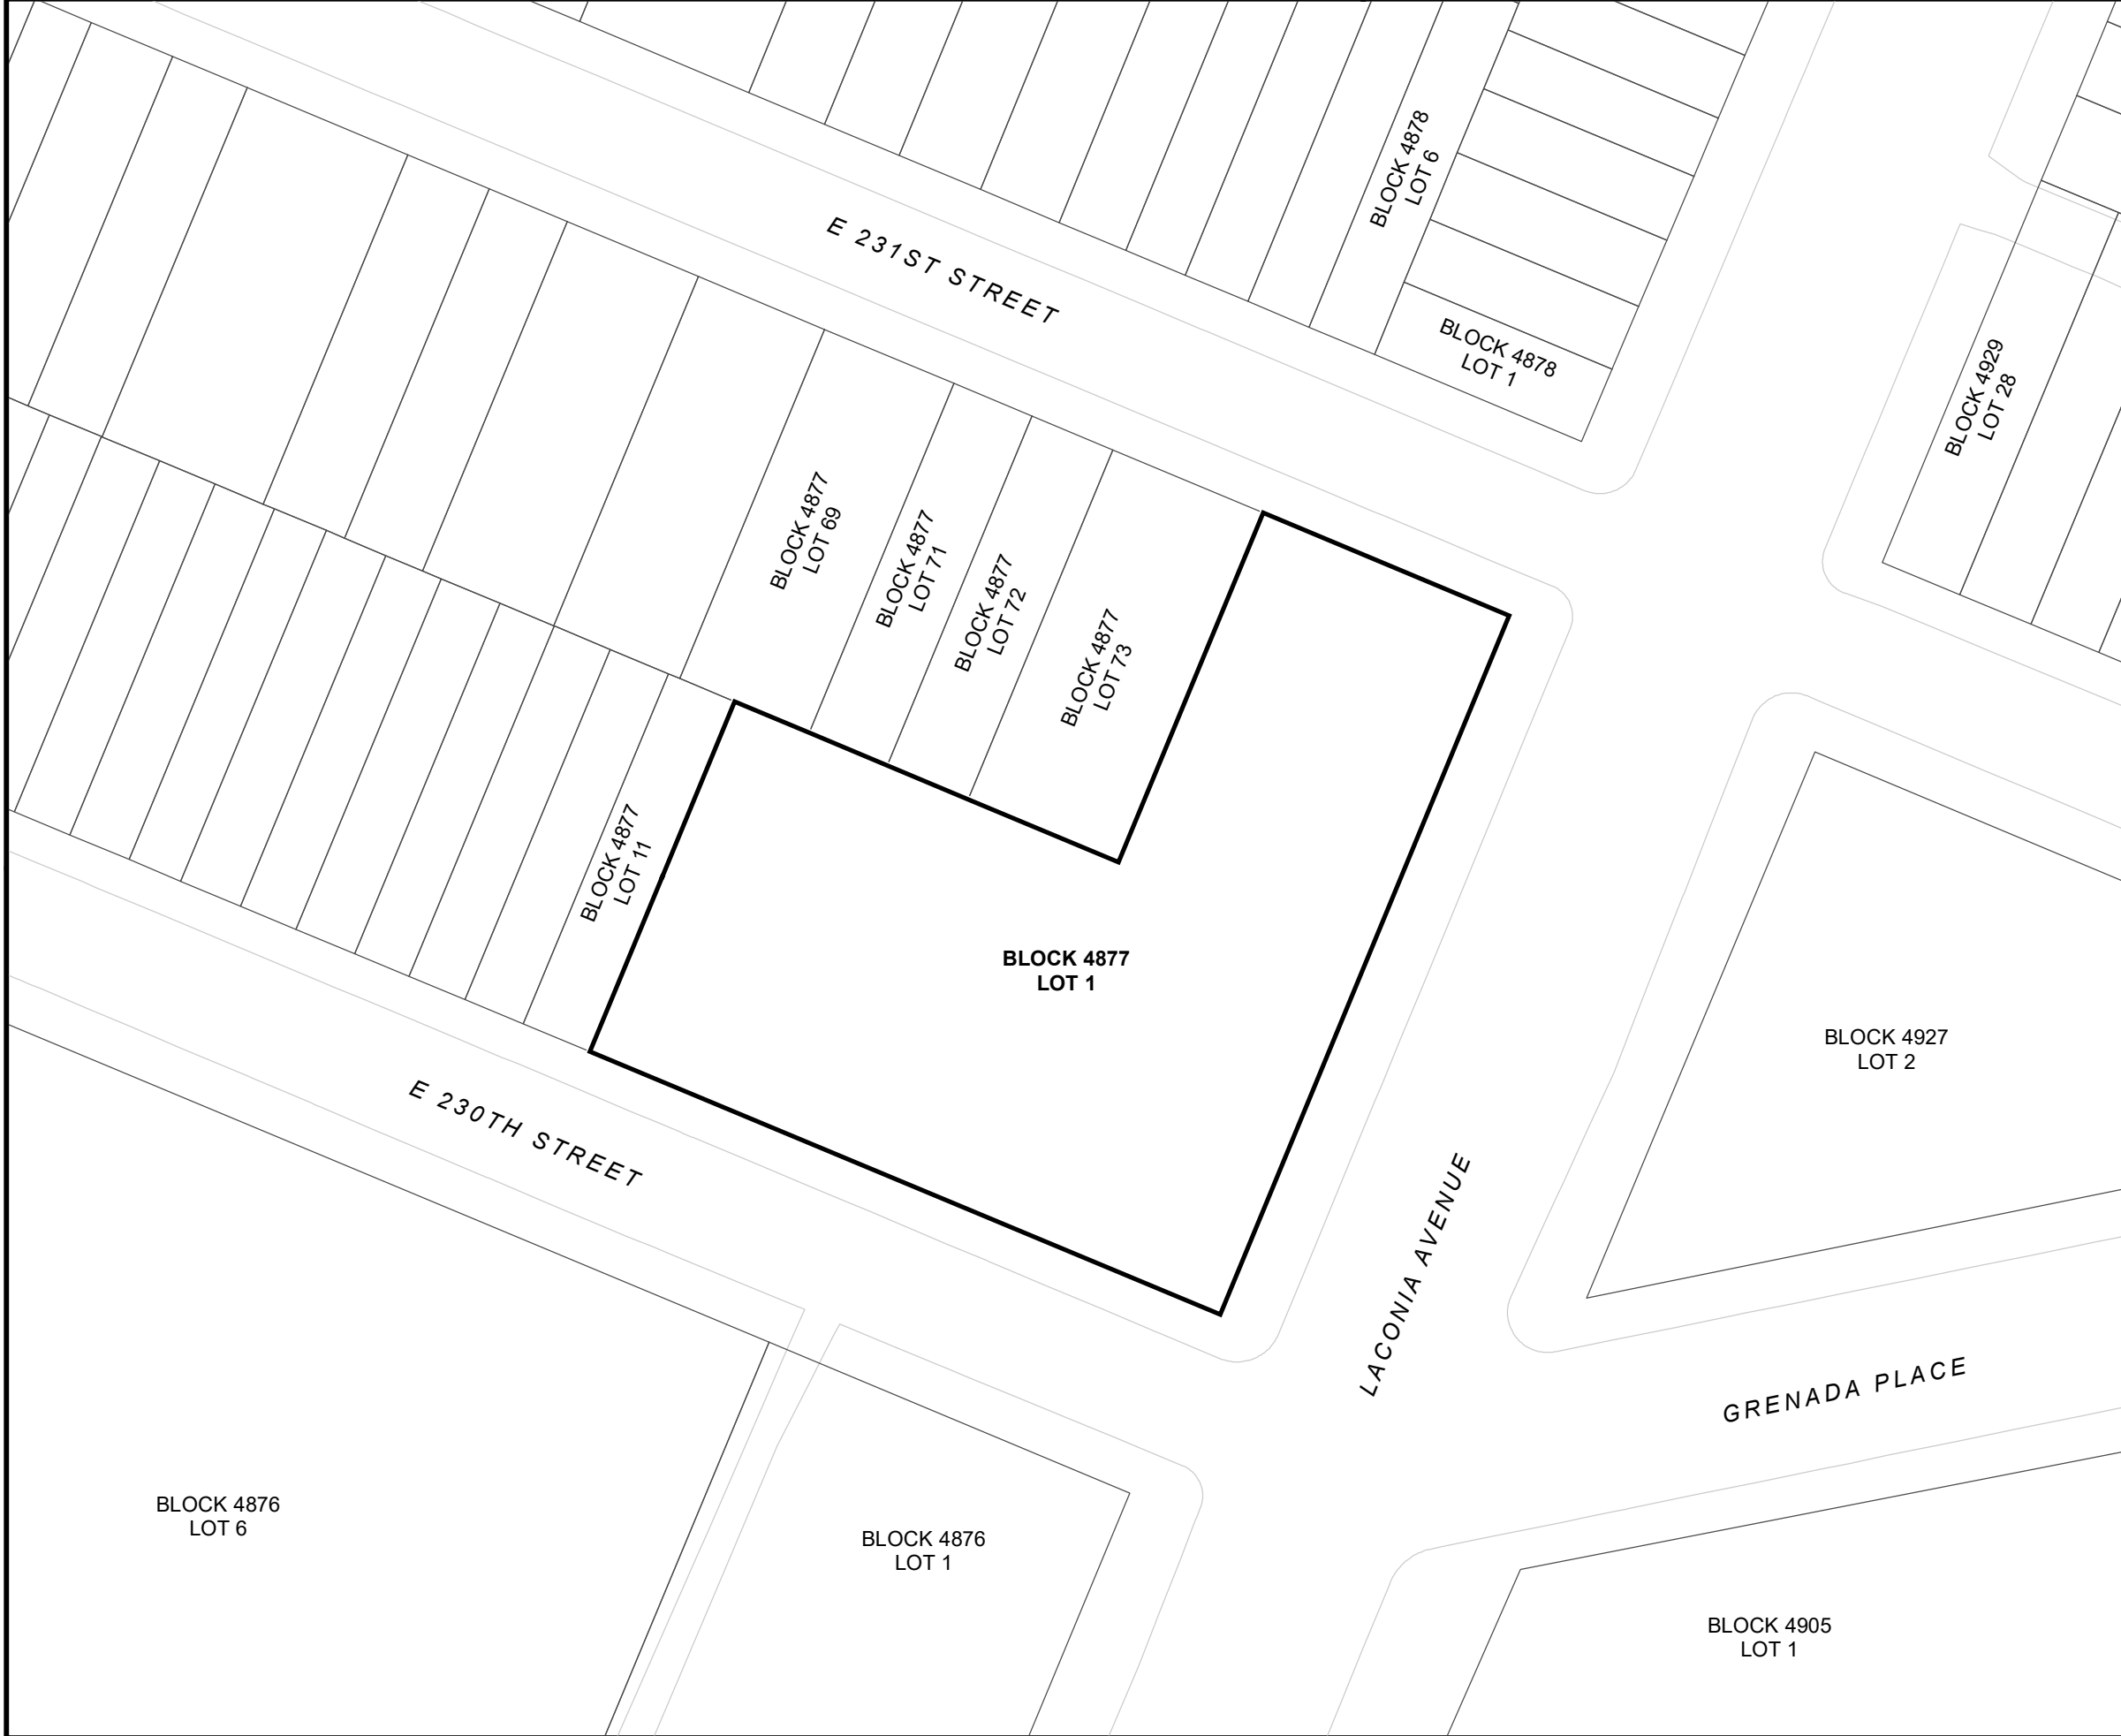 BLOCK 4878
LOT 6
E 231ST STREET
BLOCK 4878
LOT 1
BLOCK 4929
LOT 28
BLOCK 4877
LOT 69
BLOCK 4877
LOT 71
BLOCK 4877
LOT 72
BLOCK 4877
LOT 73
BLOCK 4877
LOT 11
BLOCK 4877
LOT 1
BLOCK 4927
LOT 2
E 230TH STREET
LACONIA AVENUE
GRENADA PLACE
BLOCK 4876
LOT 6
BLOCK 4876
LOT 1
BLOCK 4905
LOT 1